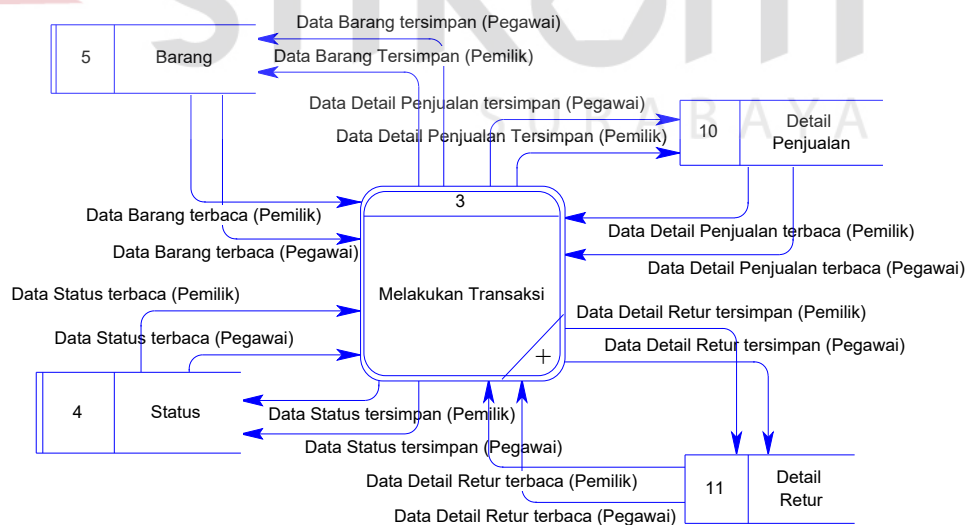 Data Barang tersimpan (Pegawai)
5
Barang
Data Barang Tersimpan (Pemilik)
Data Detail Penjualan tersimpan (Pegawai)
SURABAYA
Data Detail Penjualan Tersimpan (Pemilik)
10
Detail
Penjualan
3
Data Barang terbaca (Pemilik)
Data Detail Penjualan terbaca (Pemilik)
Data Barang terbaca (Pegawai)
Data Detail Penjualan terbaca (Pegawai)
Data Status terbaca (Pemilik)
Melakukan Transaksi
Data Detail Retur tersimpan (Pemilik)
Data Status terbaca (Pegawai)
Data Detail Retur tersimpan (Pegawai)
+
4
Status
Data Status tersimpan (Pemilik)
Data Status tersimpan (Pegawai)
Data Detail Retur terbaca (Pemilik)
11
Detail
Retur
Data Detail Retur terbaca (Pegawai)